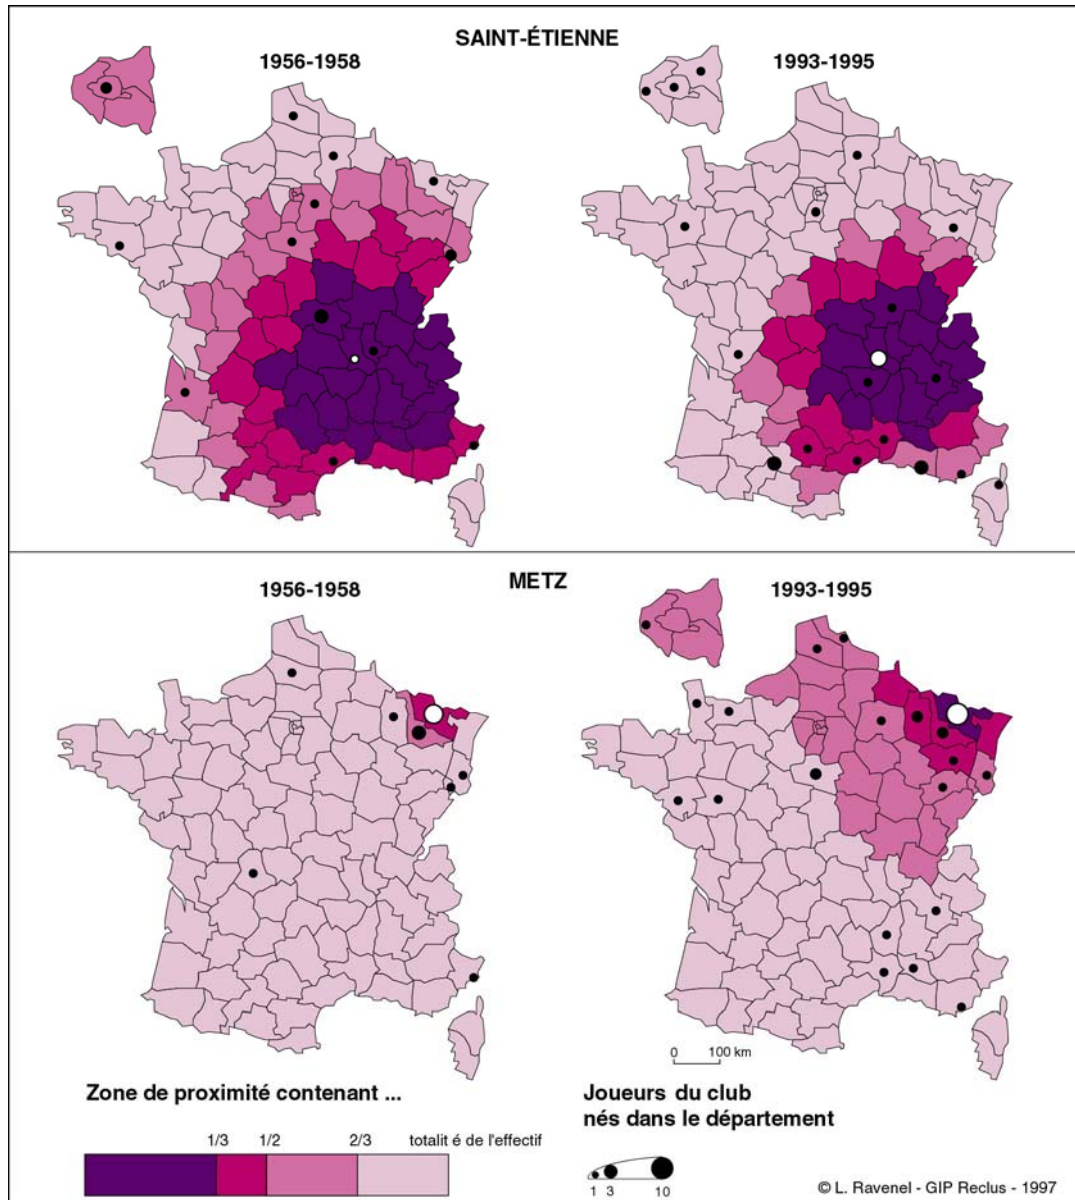 SAINT-ÉTIENNE
1956-1958
1993-1995
METZ
1956-1958
1993-1995
0 100 km
Zone de proximité contenant ...
1/3 1/2 2/3 totalit é de l'effectif
Joueurs du club
nés dans le département
1 3 10
© L. Ravenel - GIP Reclus - 1997